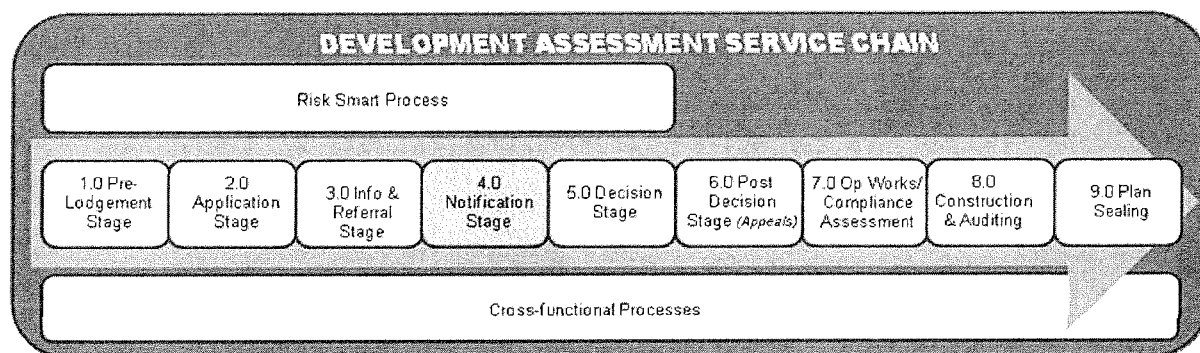 DEVELOPMENT ASSESSMENT SERVICE CHAIN
Risk Smart Process
1.0 Pre-
Lodgement
Stage
2.0
Application
Stage
3.0 Info &
Referral
Stage
4.0
Notification
Stage
5.0 Decision
Stage
6.0 Post
Decision
Stage (Appeals)
7.0 Op Works/
Compliance
Assessment
8.0
Construction
& Auditing
9.0 Plan
Sealing
Cross-functional Processes